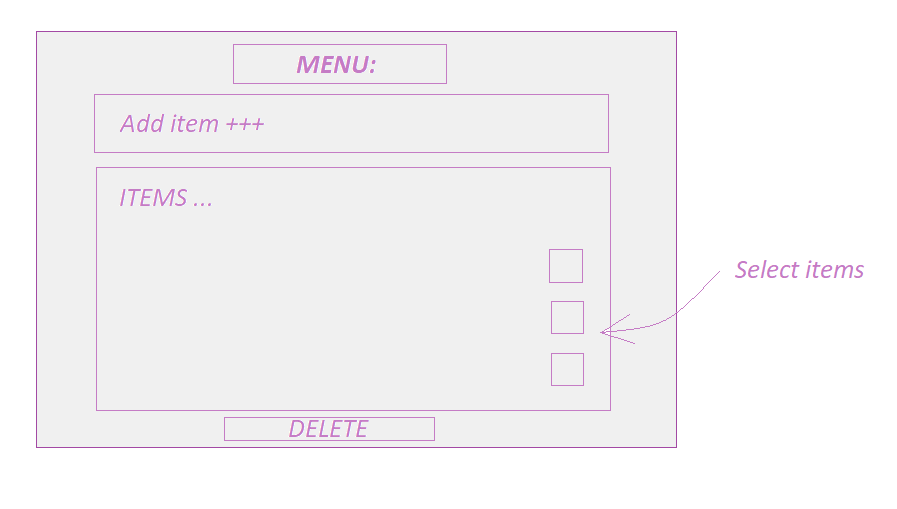 MENU:
Add item +++
ITEMS ...
Select items
DELETE